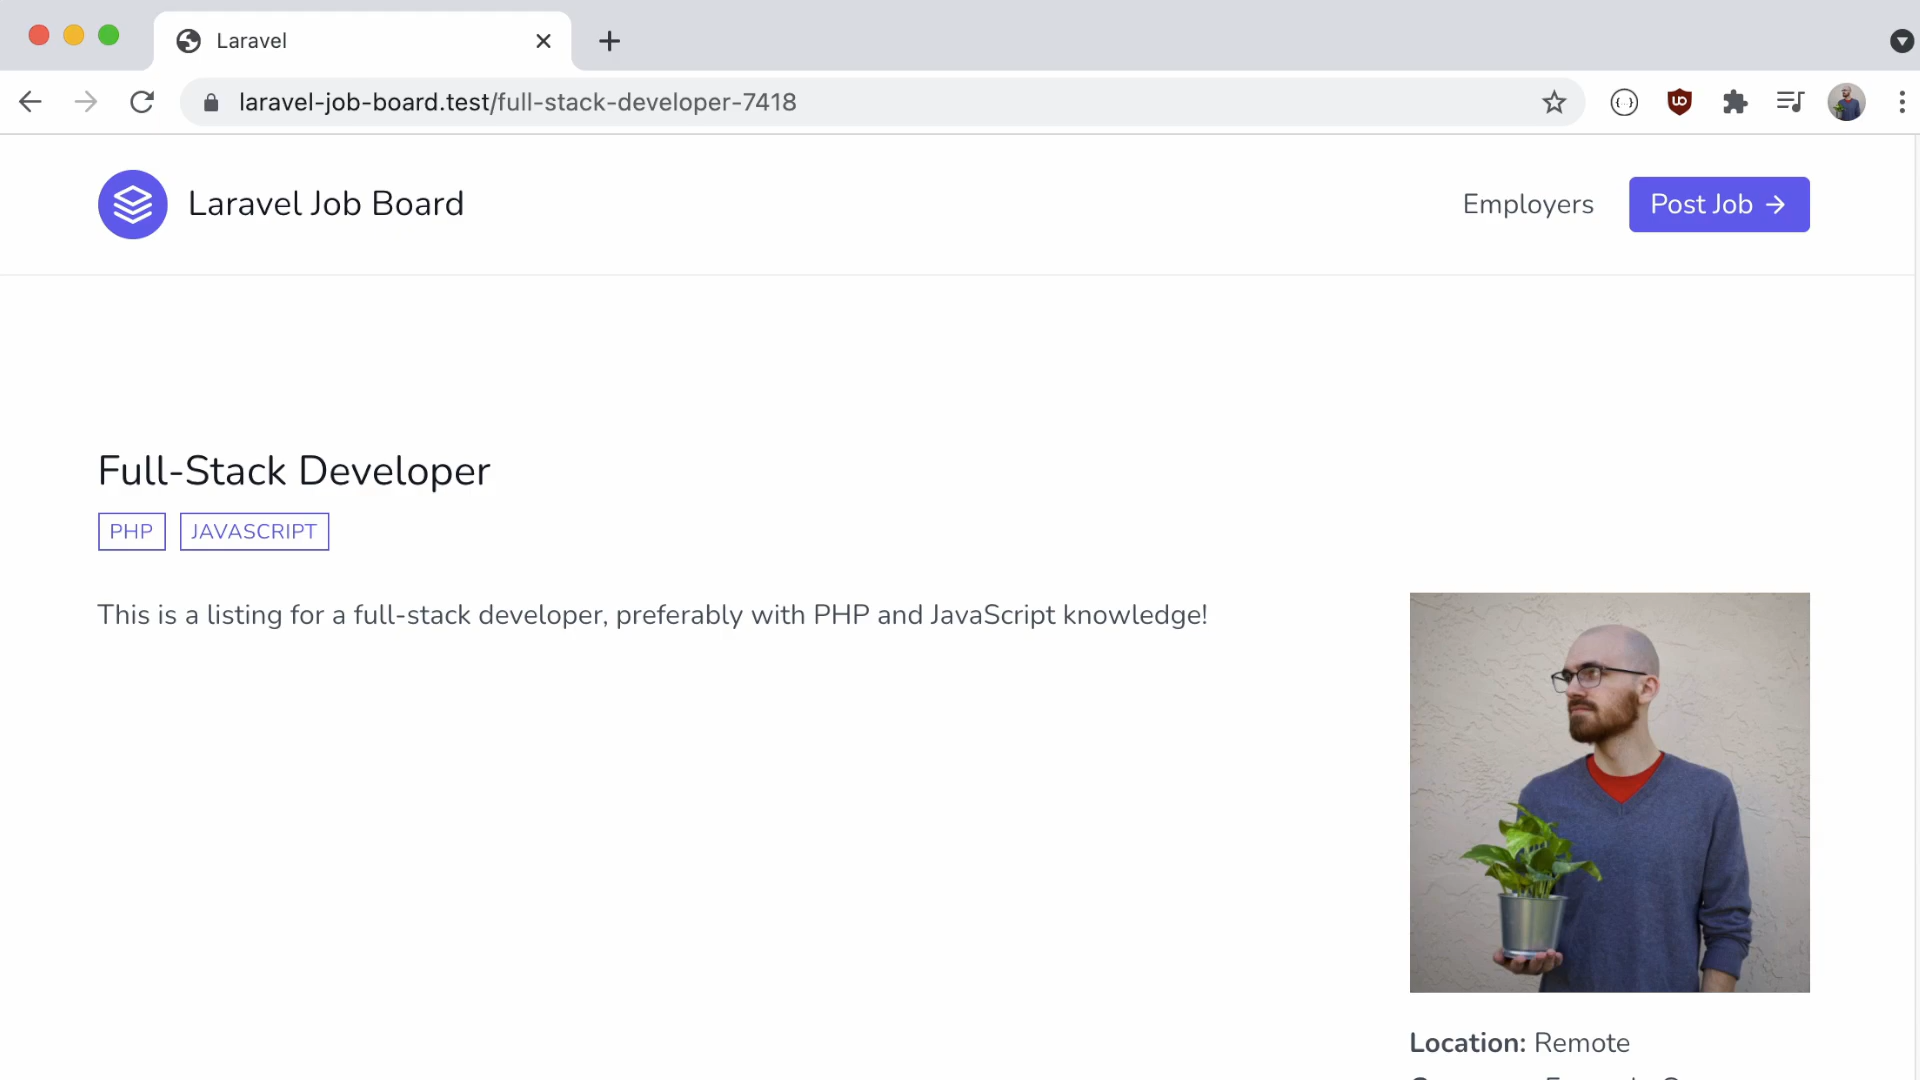 Laravel
laravel-job-board.test/full-stack-developer-7418
Laravel Job Board
Employers
Post Job →
Full-Stack Developer
PHP
JAVASCRIPT
This is a listing for a full-stack developer, preferably with PHP and JavaScript knowledge!
Location: Remote